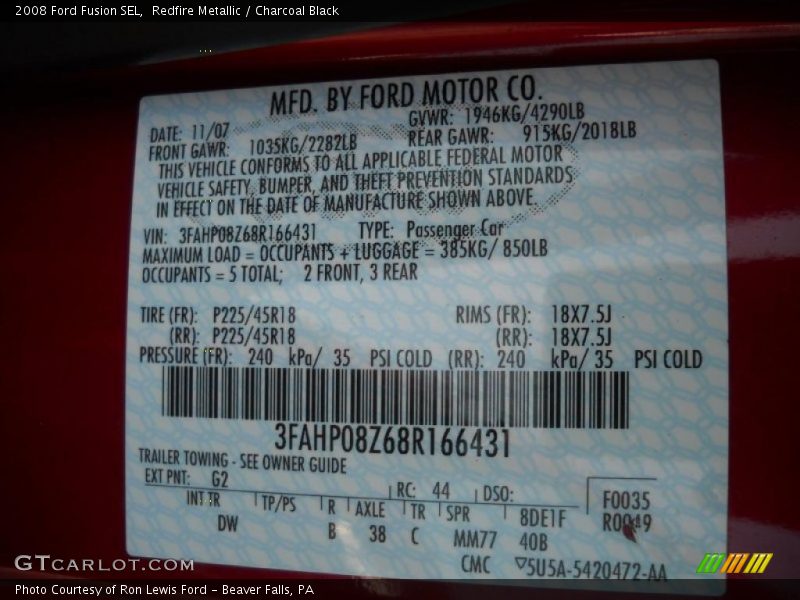 2008 Ford Fusion SEL, Redfire Metallic / Charcoal Black
MFD. BY FORD MOTOR CO.
DATE: 11/07 GVWR: 1946KG/4290LB
FRONT GAWR: 1035KG/2282LB REAR GAWR: 915KG/2018LB
THIS VEHICLE CONFORMS TO ALL APPLICABLE FEDERAL MOTOR
VEHICLE SAFETY, BUMPER, AND THEFT PREVENTION STANDARDS
IN EFFECT ON THE DATE OF MANUFACTURE SHOWN ABOVE
VIN: 3FAHP08Z68R166431 TYPE: Passenger Car
MAXIMUM LOAD = OCCUPANTS + LUGGAGE = 385KG/ 850LB
OCCUPANTS = 5 TOTAL; 2 FRONT, 3 REAR
TIRE (FR): P225/45R18 RIMS (FR): 18X7.5J
(RR): P225/45R18 (RR): 18X7.5J
PRESSURE (FR): 240 kPa/ 35 PSI COLD (RR): 240 kPa/ 35 PSI COLD
3FAHP08Z68R166431
TRAILER TOWING - SEE OWNER GUIDE
EXT PNT: G2 RC: 44 DSO: F0035
INT TR TP/PS R AXLE TR SPR 8DE1F R0049
DW B 38 C MM77 40B
CMC ▽5U5A-5420472-AA
GTCARLOT.COM
Photo Courtesy of Ron Lewis Ford – Beaver Falls, PA